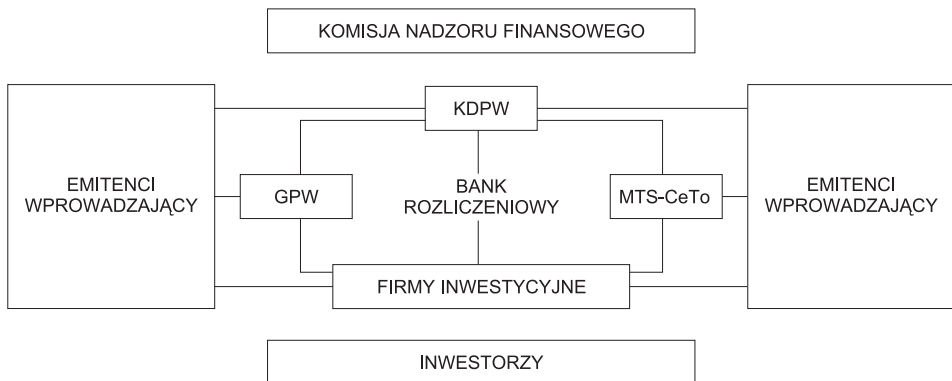 KOMISJA NADZORU FINANSOWEGO
KDPW
EMITENCI
WPROWADZAJĄCY
GPW
BANK
ROZLICZENIOWY
MTS-CeTo
EMITENCI
WPROWADZAJĄCY
FIRMY INWESTYCYJNE
INWESTORZY